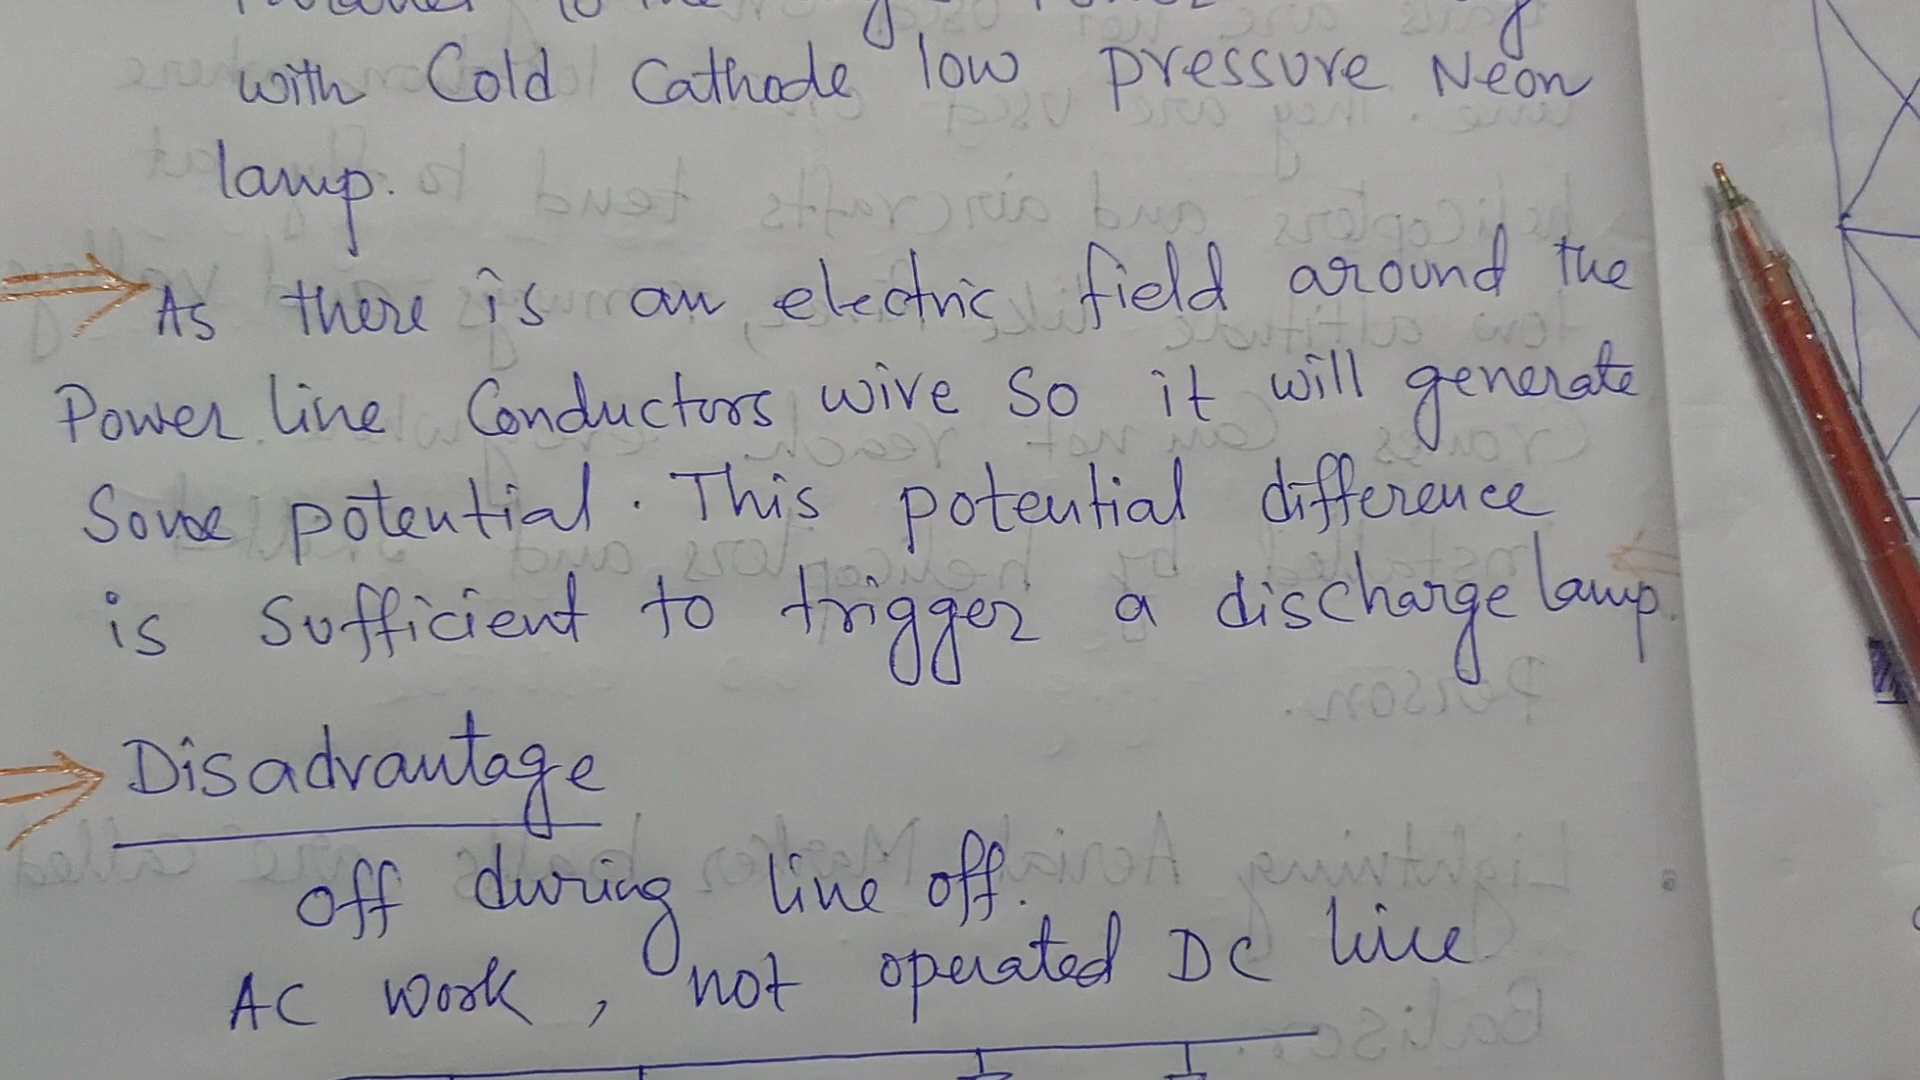 to the
with Cold Cathode low pressure Neon
lamp.
As there is an electric field around the
Power line Conductors wire so it will generate
Some potential. This potential difference
is sufficient to trigger a discharge lamp.
Disadvantage
off during line off.
AC work, not operated DC line